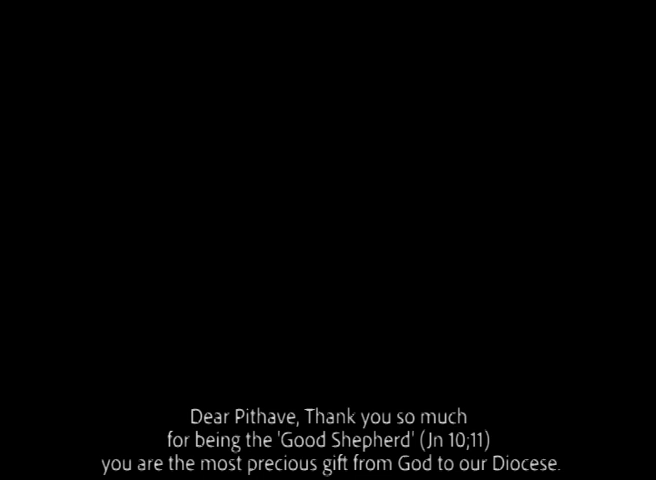 Dear Pithave, Thank you so much
for being the 'Good Shepherd' (Jn 10;11)
you are the most precious gift from God to our Diocese.